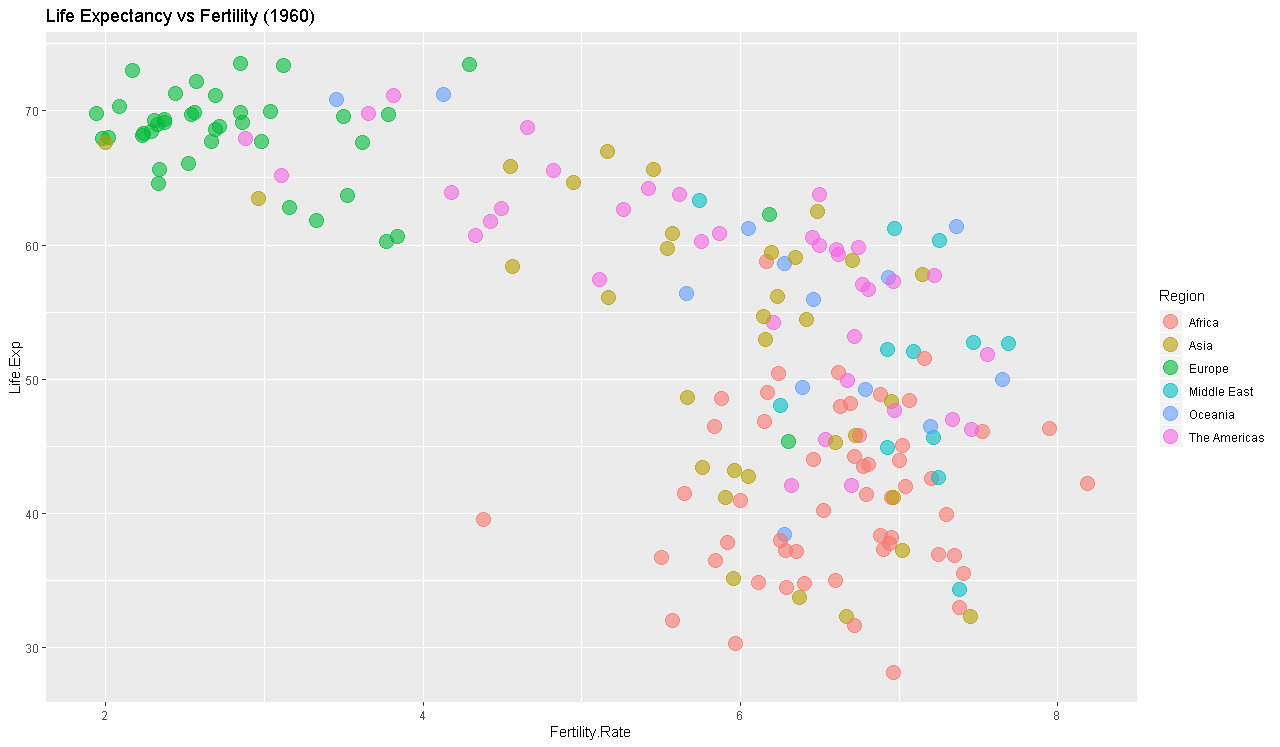 Life Expectancy vs Fertility (1960)
70
60
50
40
30
Life.Exp
2
4
6
8
Fertility.Rate
Region
Africa
Asia
Europe
Middle East
Oceania
The Americas